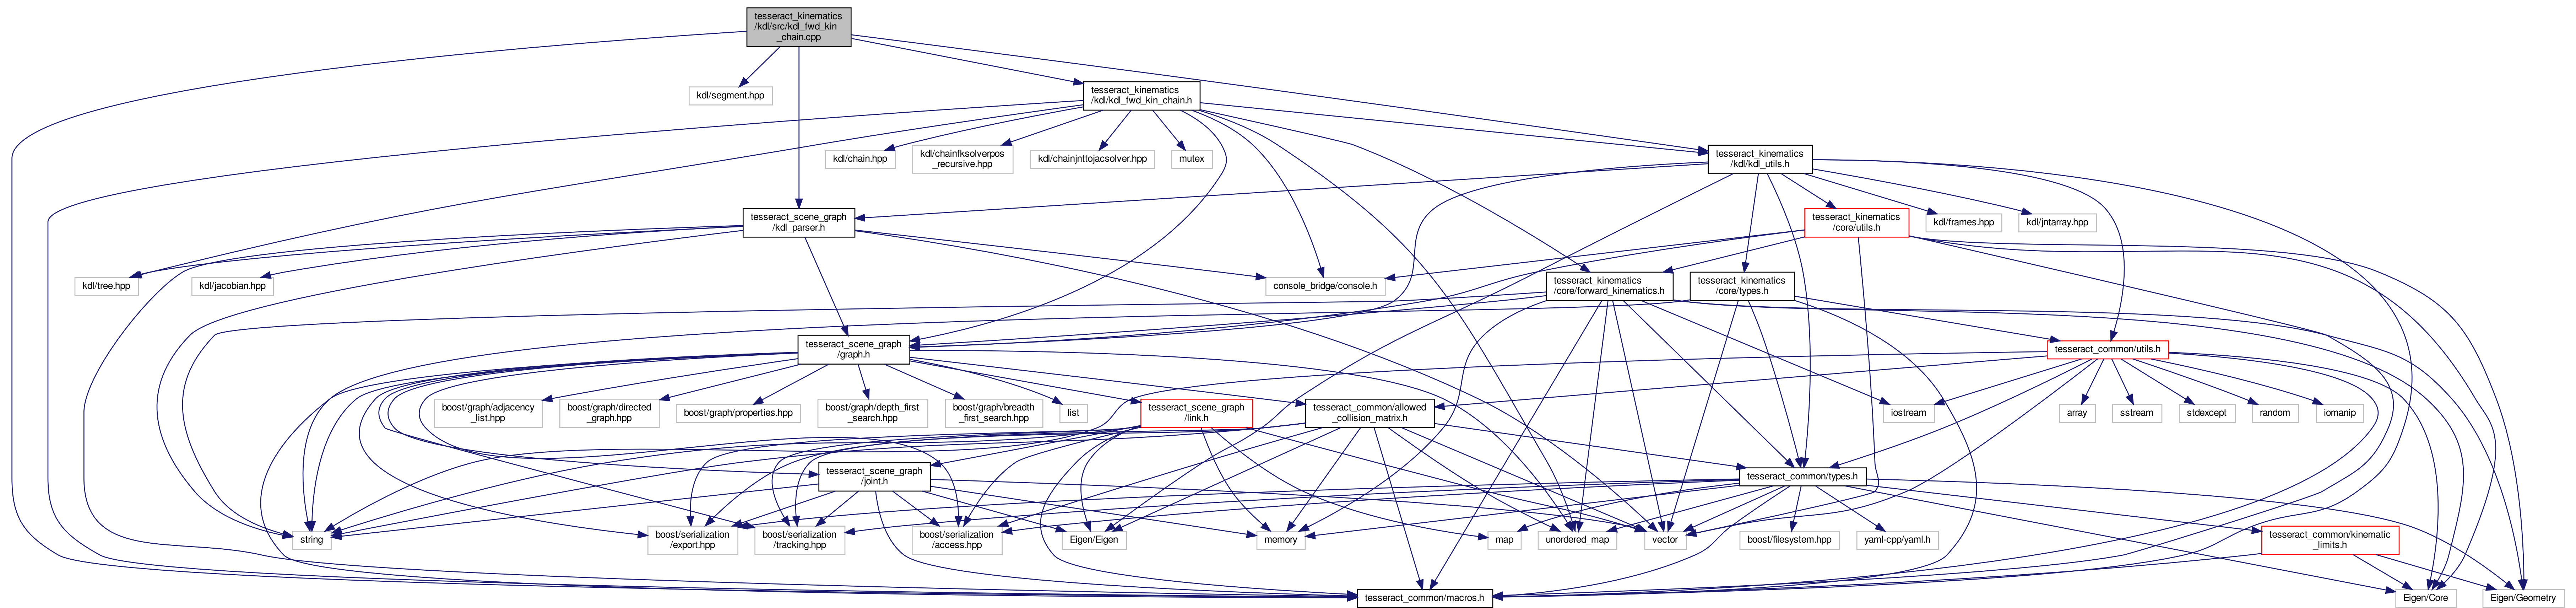 tesseract_kinematics
/kdl/src/kdl_fwd_kin
_chain.cpp
kdl/segment.hpp
tesseract_kinematics
/kdl/kdl_fwd_kin_chain.h
kdl/chain.hpp
kdl/chainfksolverpos
_recursive.hpp
kdl/chainjnttojacsolver.hpp
mutex
tesseract_kinematics
/kdl/kdl_utils.h
tesseract_scene_graph
/kdl_parser.h
tesseract_kinematics
/core/utils.h
kdl/frames.hpp
kdl/jntarray.hpp
kdl/tree.hpp
kdl/jacobian.hpp
console_bridge/console.h
tesseract_kinematics
/core/forward_kinematics.h
tesseract_kinematics
/core/types.h
tesseract_scene_graph
/graph.h
tesseract_common/utils.h
boost/graph/adjacency
_list.hpp
boost/graph/directed
_graph.hpp
boost/graph/properties.hpp
boost/graph/depth_first
_search.hpp
boost/graph/breadth
_first_search.hpp
list
tesseract_scene_graph
/link.h
tesseract_common/allowed
_collision_matrix.h
iostream
array
sstream
stdexcept
random
iomanip
tesseract_scene_graph
/joint.h
tesseract_common/types.h
string
boost/serialization
/export.hpp
boost/serialization
/tracking.hpp
boost/serialization
/access.hpp
Eigen/Eigen
memory
map
unordered_map
vector
boost/filesystem.hpp
yaml-cpp/yaml.h
tesseract_common/kinematic
_limits.h
tesseract_common/macros.h
Eigen/Core
Eigen/Geometry